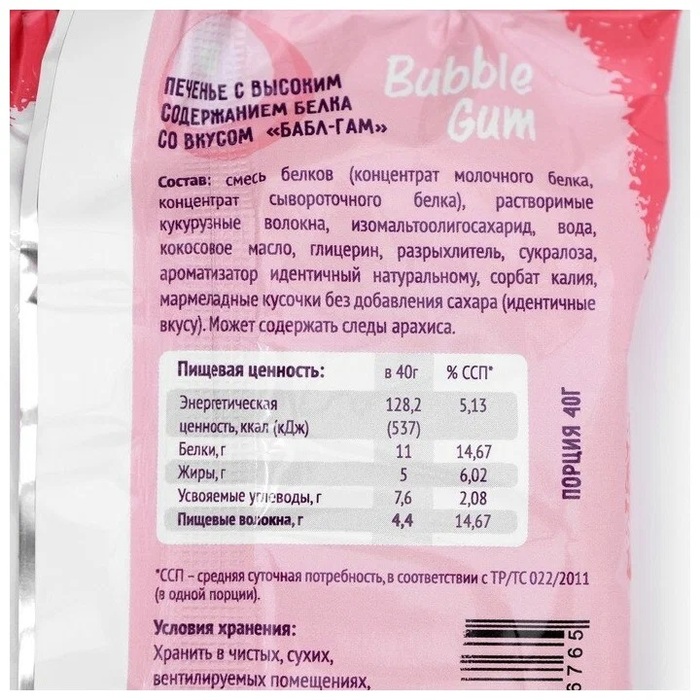 Bubble
Gum
ПЕЧЕНЬЕ С ВЫСОКИМ
СОДЕРЖАНИЕМ БЕЛКА
СО ВКУСОМ «БАБЛ-ГАМ»
Состав: смесь белков (концентрат молочного белка,
концентрат сывороточного белка), растворимые
кукурузные волокна, изомальтоолигосахарид, вода,
кокосовое масло, глицерин, разрыхлитель, сукралоза,
ароматизатор идентичный натуральному, сорбат калия,
мармеладные кусочки без добавления сахара (идентичные
вкусу). Может содержать следы арахиса.
Пищевая ценность: в 40г % ССП*
Энергетическая 128,2 5,13
ценность, ккал (кДж) (537)
Белки, г 11 14,67
Жиры, г 5 6,02
Усвояемые углеводы, г 7,6 2,08
Пищевые волокна, г 4,4 14,67
ПОРЦИЯ 40Г
*ССП – средняя суточная потребность, в соответствии с ТР/ТС 022/2011
(в одной порции).
Условия хранения:
Хранить в чистых, сухих,
вентилируемых помещениях,
6765